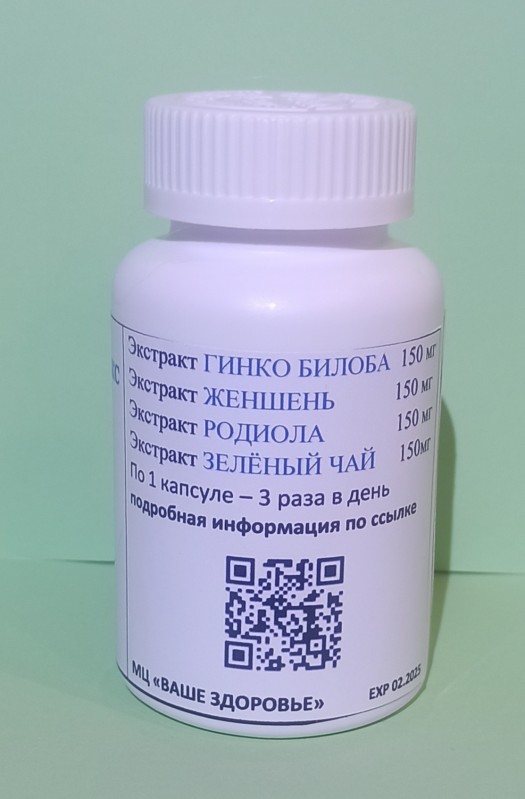 Экстракт ГИНКО БИЛОБА 150 мг
Экстракт ЖЕНШЕНЬ 150 мг
Экстракт РОДИОЛА 150 мг
Экстракт ЗЕЛЁНЫЙ ЧАЙ 150мг
По 1 капсуле – 3 раза в день
подробная информация по ссылке
МЦ «ВАШЕ ЗДОРОВЬЕ» EXP 02.2025